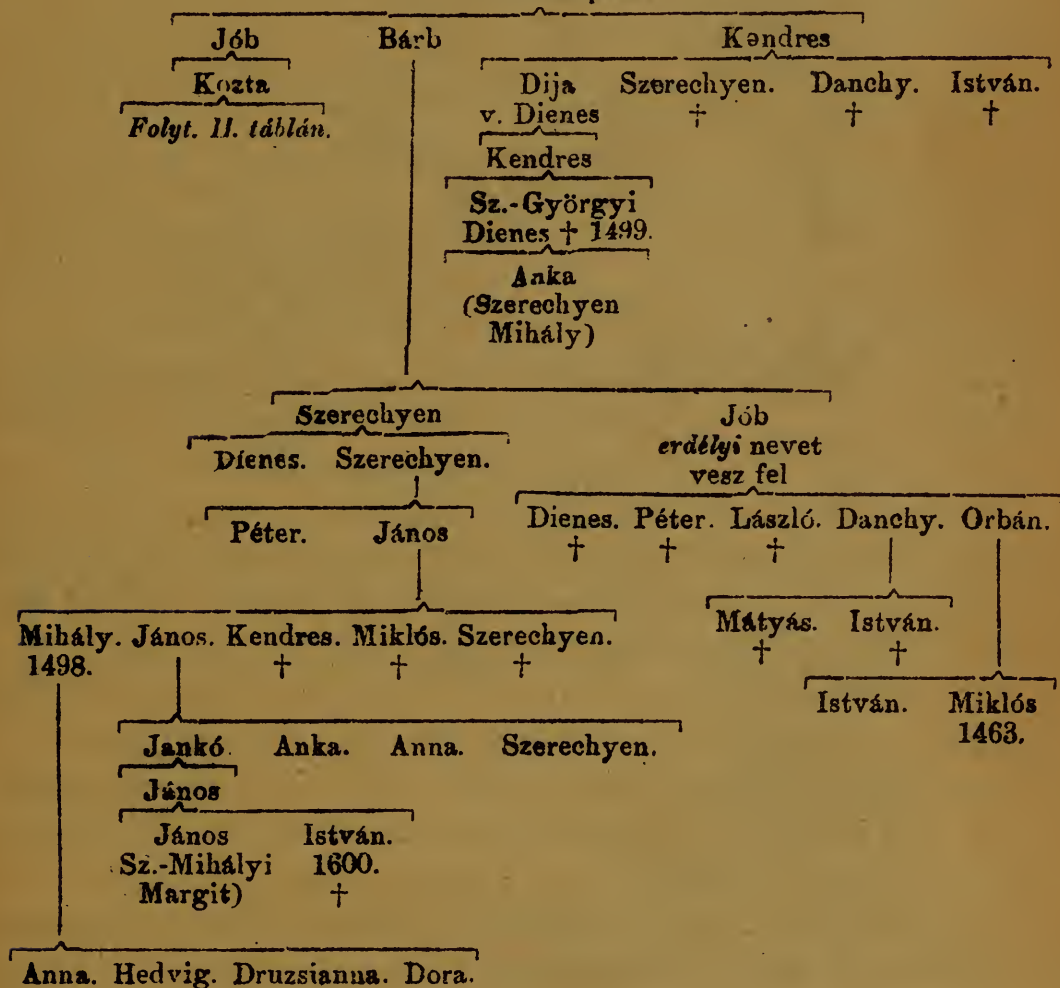 Jób Bárb Kəndres
Kozta Dija Szerechyen. Danchy. István.
Folyt. II. táblán. v. Dienes † † †
Kendres
Sz.-Györgyi
Dienes † 1499.
Anka
(Szerechyen
Mihály)
Szerechyen Jób
erdélyi nevet
Dienes. Szerechyen. vesz fel
Péter. János Dienes. Péter. László. Danchy. Orbán.
† † †
Mihály. János. Kendres. Miklós. Szerechyen. Mátyás. István.
1498. † † † † †
István. Miklós
1463.
Jankó. Anka. Anna. Szerechyen.
János
János István.
Sz.-Mihályi 1600.
Margit) †
Anna. Hedvig. Druzsianna. Dora.